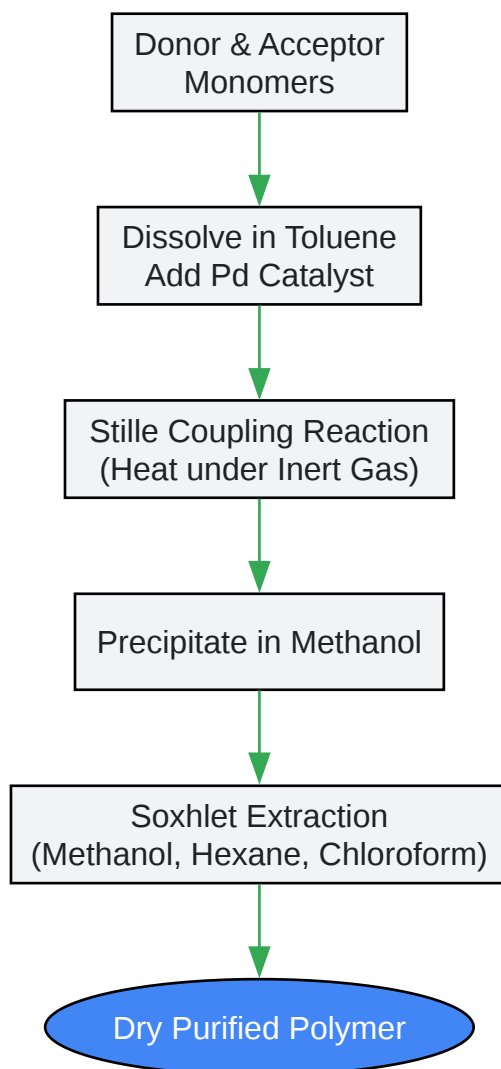 Donor & Acceptor
Monomers
Dissolve in Toluene
Add Pd Catalyst
Stille Coupling Reaction
(Heat under Inert Gas)
Precipitate in Methanol
Soxhlet Extraction
(Methanol, Hexane, Chloroform)
Dry Purified Polymer